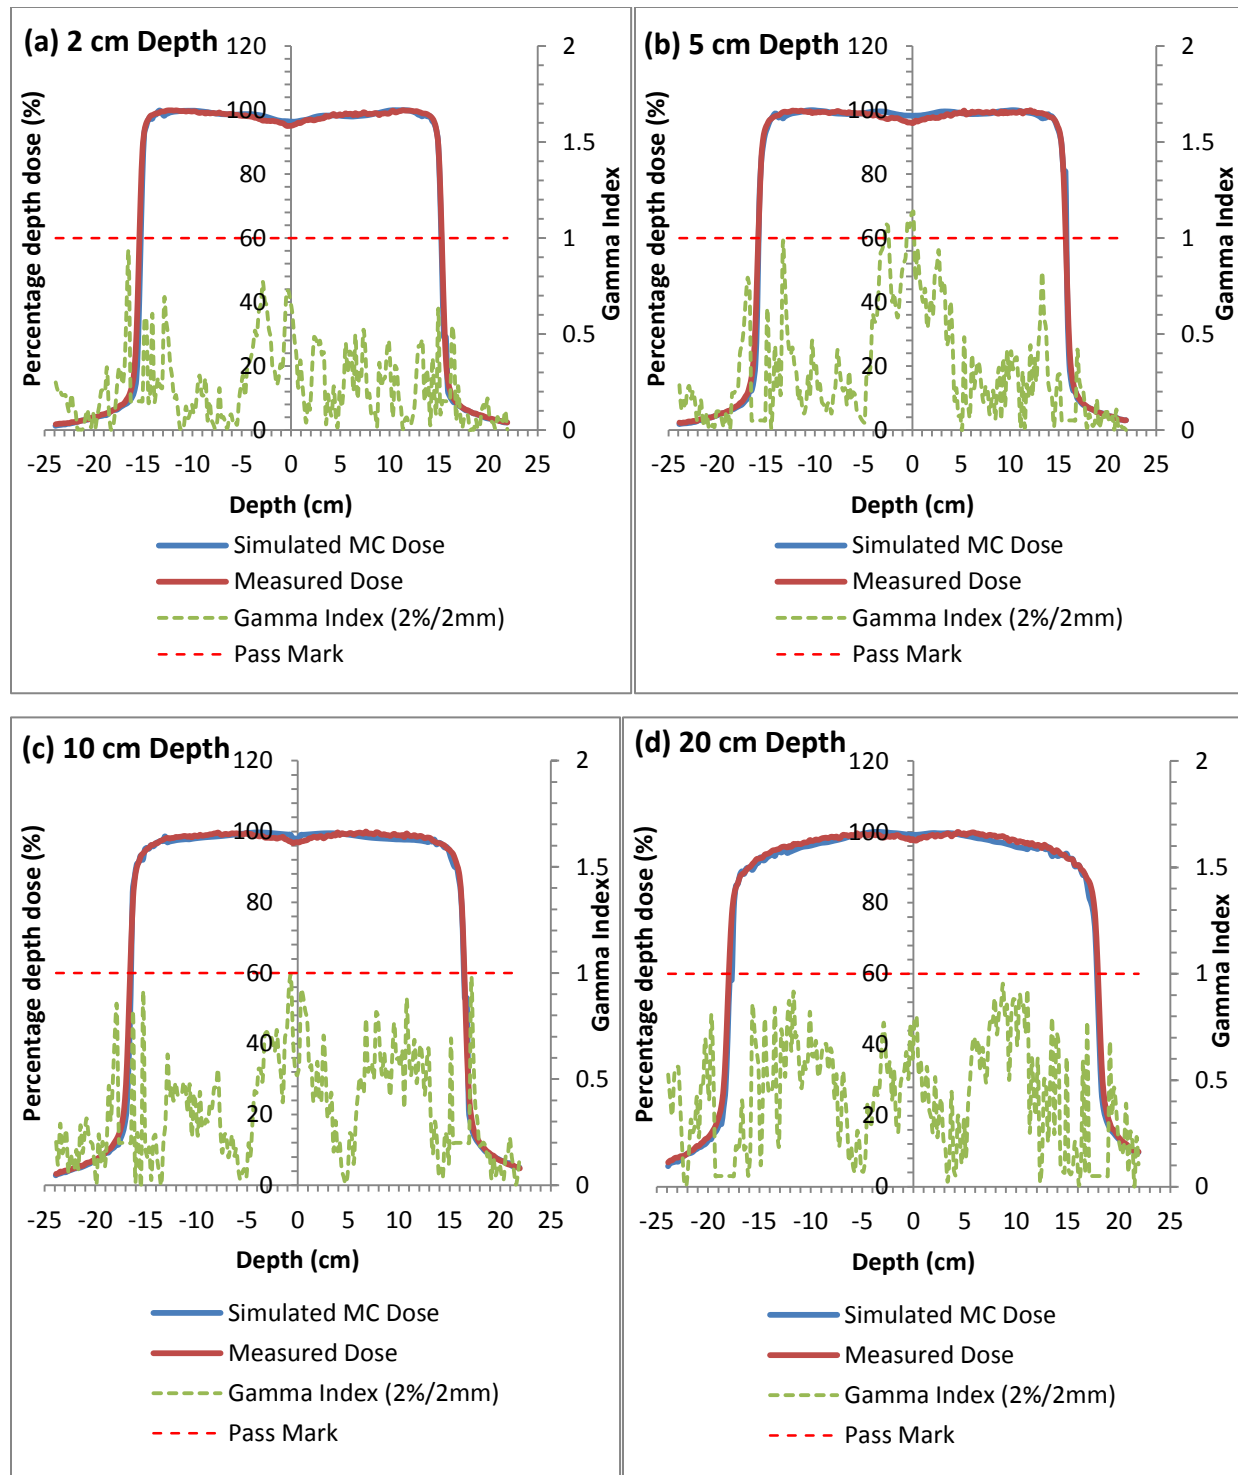 (a) 2 cm Depth
120
100
80
60
40
20
0
2
1.5
1
0.5
0
-25 -20 -15 -10 -5 0 5 10 15 20 25
Percentage depth dose (%)
Gamma Index
Depth (cm)
Simulated MC Dose
Measured Dose
Gamma Index (2%/2mm)
Pass Mark
(b) 5 cm Depth
120
100
80
60
40
20
0
2
1.5
1
0.5
0
-25 -20 -15 -10 -5 0 5 10 15 20 25
Percentage depth dose (%)
Gamma Index
Depth (cm)
Simulated MC Dose
Measured Dose
Gamma Index (2%/2mm)
Pass Mark
(c) 10 cm Depth
120
100
80
60
40
20
0
2
1.5
1
0.5
0
-25 -20 -15 -10 -5 0 5 10 15 20 25
Percentage depth dose (%)
Gamma Index
Depth (cm)
Simulated MC Dose
Measured Dose
Gamma Index (2%/2mm)
Pass Mark
(d) 20 cm Depth
120
100
80
60
40
20
0
2
1.5
1
0.5
0
-25 -20 -15 -10 -5 0 5 10 15 20 25
Percentage depth dose (%)
Gamma Index
Depth (cm)
Simulated MC Dose
Measured Dose
Gamma Index (2%/2mm)
Pass Mark